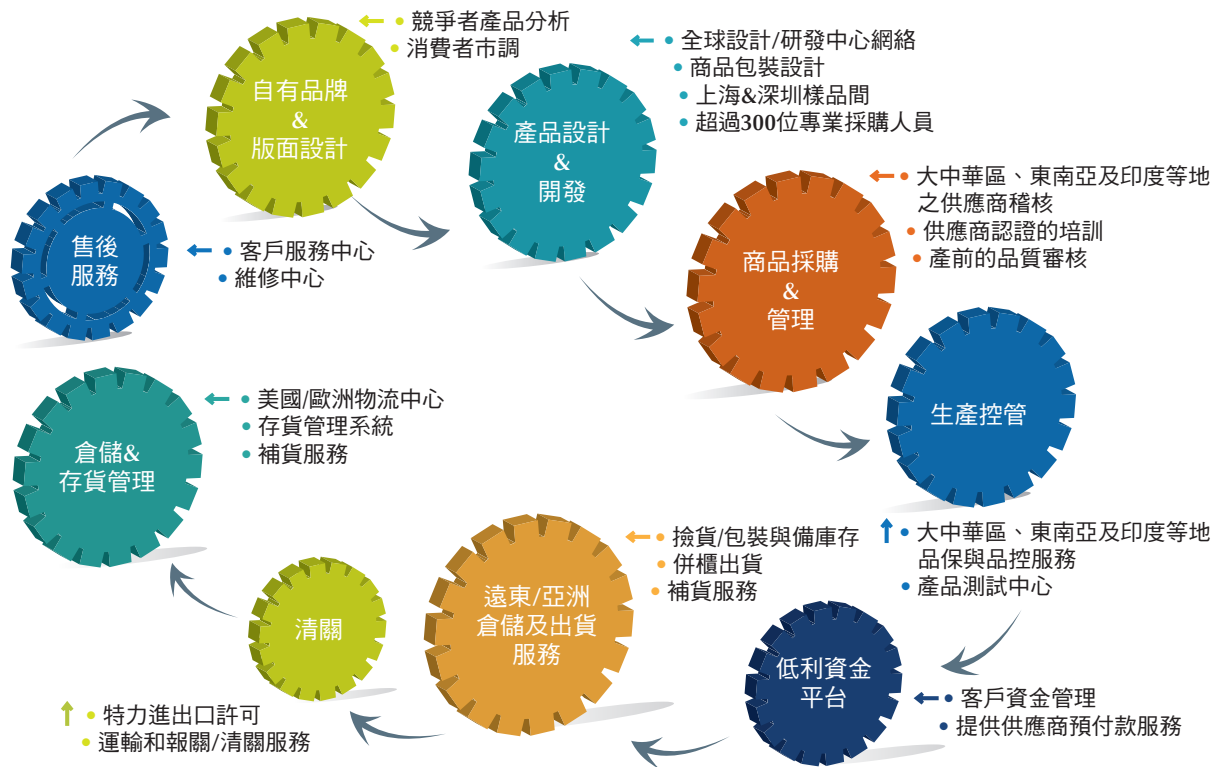 自有品牌
&
版面設計
• 競爭者產品分析
• 消費者市調
產品設計
&
開發
• 全球設計/研發中心網絡
• 商品包裝設計
• 上海&深圳樣品間
• 超過300位專業採購人員
商品採購
&
管理
• 大中華區、東南亞及印度等地
之供應商稽核
• 供應商認證的培訓
• 產前的品質審核
生產控管
• 大中華區、東南亞及印度等地
品保與品控服務
• 產品測試中心
低利資金
平台
• 客戶資金管理
• 提供供應商預付款服務
遠東/亞洲
倉儲及出貨
服務
• 撿貨/包裝與備庫存
• 併櫃出貨
• 補貨服務
清關
• 特力進出口許可
• 運輸和報關/清關服務
倉儲&
存貨管理
• 美國/歐洲物流中心
• 存貨管理系統
• 補貨服務
售後
服務
• 客戶服務中心
• 維修中心